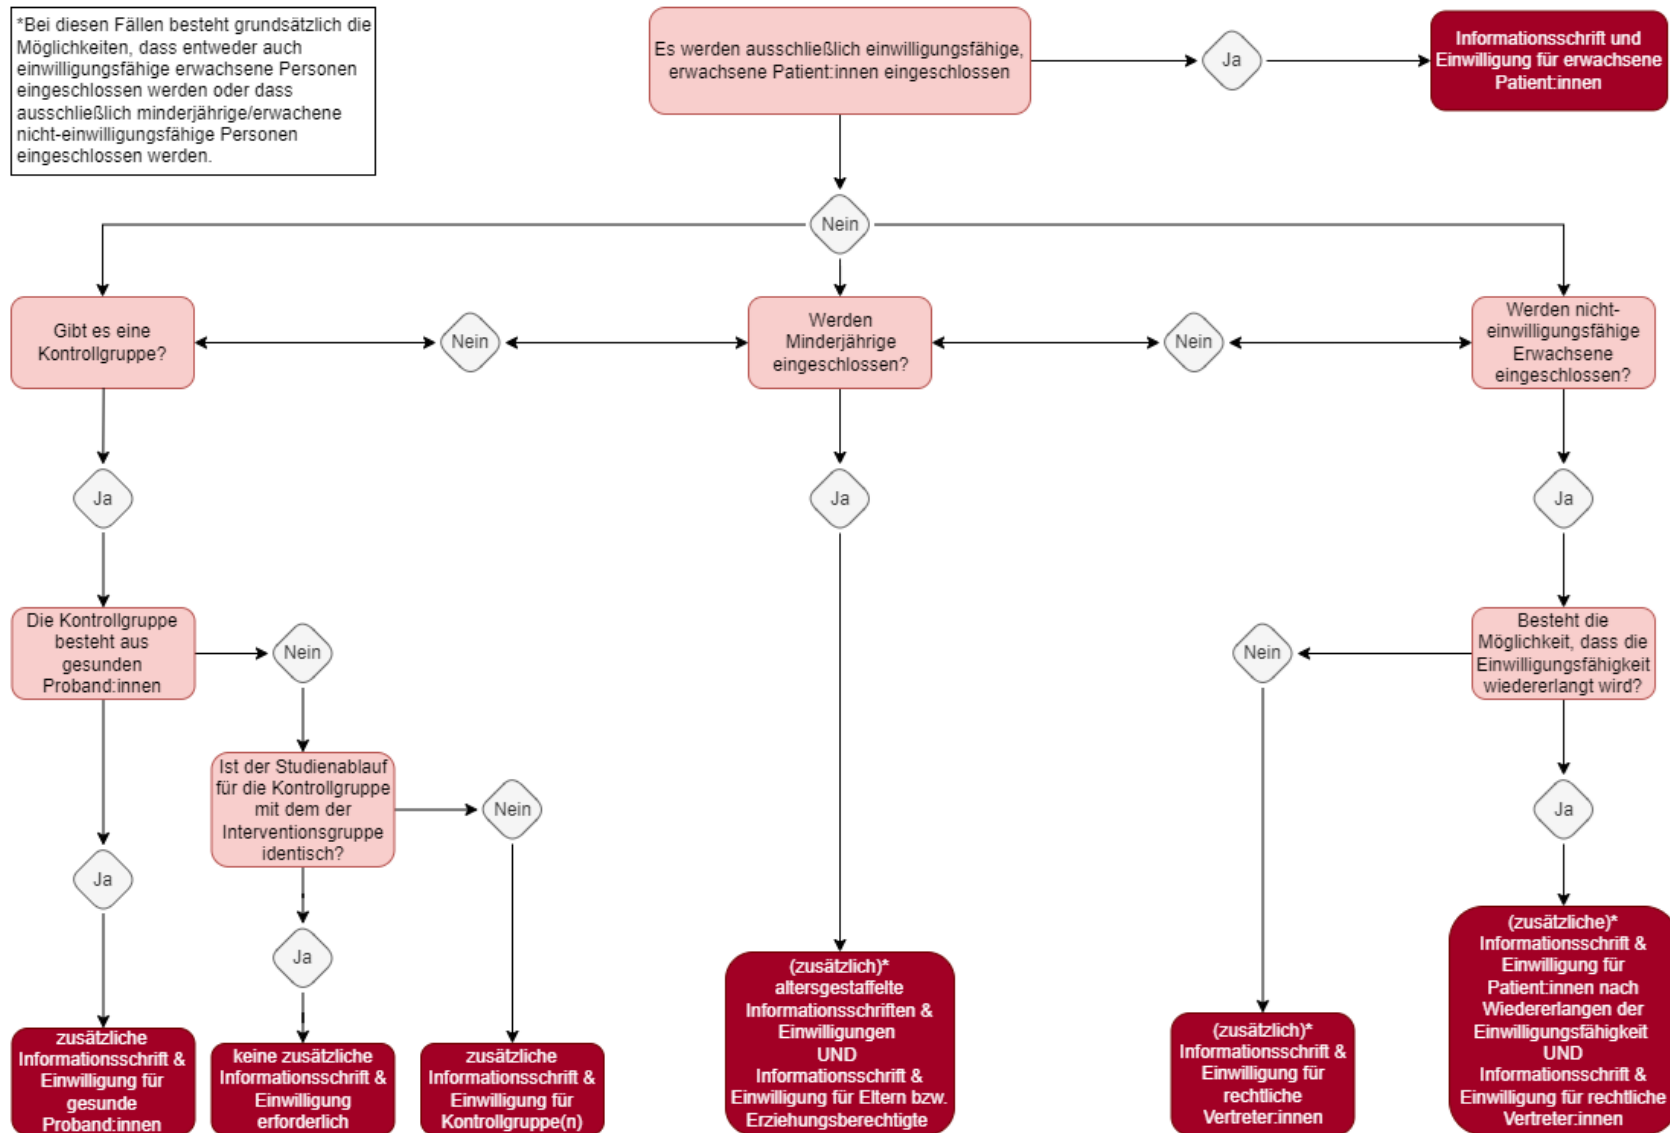 *Bei diesen Fällen besteht grundsätzlich die
Möglichkeiten, dass entweder auch
einwilligungsfähige erwachsene Personen
eingeschlossen werden oder dass
ausschließlich minderjährige/erwachene
nicht-einwilligungsfähige Personen
eingeschlossen werden.
Es werden ausschließlich einwilligungsfähige,
erwachsene Patient:innen eingeschlossen
Ja
Informationsschrift und
Einwilligung für erwachsene
Patient:innen
Nein
Gibt es eine
Kontrollgruppe?
Nein
Werden
Minderjährige
eingeschlossen?
Nein
Werden nicht-
einwilligungsfähige
Erwachsene
eingeschlossen?
Ja
Ja
Ja
Die Kontrollgruppe
besteht aus
gesunden
Proband:innen
Nein
Nein
Besteht die
Möglichkeit, dass die
Einwilligungsfähigkeit
wiedererlangt wird?
Ist der Studienablauf
für die Kontrollgruppe
mit dem der
Interventionsgruppe
identisch?
Nein
Ja
Ja
Ja
zusätzliche
Informationsschrift &
Einwilligung für
gesunde
Proband:innen
keine zusätzliche
Informationsschrift &
Einwilligung
erforderlich
zusätzliche
Informationsschrift &
Einwilligung für
Kontrollgruppe(n)
(zusätzlich)*
altersgestaffelte
Informationsschriften &
Einwilligungen
UND
Informationsschrift &
Einwilligung für Eltern bzw.
Erziehungsberechtigte
(zusätzlich)*
Informationsschrift &
Einwilligung für
rechtliche
Vertreter:innen
(zusätzliche)*
Informationsschrift &
Einwilligung für
Patient:innen nach
Wiedererlangen der
Einwilligungsfähigkeit
UND
Informationsschrift &
Einwilligung für rechtliche
Vertreter:innen